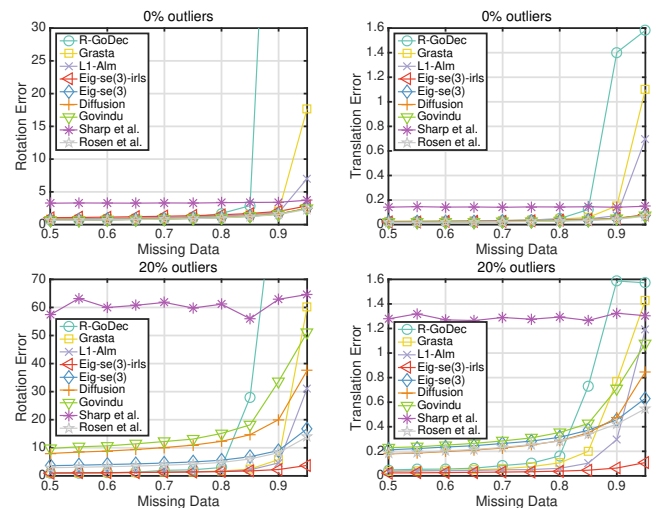 0% outliers
Rotation Error
30
25
20
15
10
5
0
R-GoDec
Grasta
L1-Alm
Eig-se(3)-irls
Eig-se(3)
Diffusion
Govindu
Sharp et al.
Rosen et al.
0.5 0.6 0.7 0.8 0.9
Missing Data
0% outliers
Translation Error
1.6
1.4
1.2
1
0.8
0.6
0.4
0.2
0
R-GoDec
Grasta
L1-Alm
Eig-se(3)-irls
Eig-se(3)
Diffusion
Govindu
Sharp et al.
Rosen et al.
0.5 0.6 0.7 0.8 0.9
Missing Data
20% outliers
Rotation Error
70
60
50
40
30
20
10
0
R-GoDec
Grasta
L1-Alm
Eig-se(3)-irls
Eig-se(3)
Diffusion
Govindu
Sharp et al.
Rosen et al.
0.5 0.6 0.7 0.8 0.9
Missing Data
20% outliers
Translation Error
1.6
1.4
1.2
1
0.8
0.6
0.4
0.2
0
R-GoDec
Grasta
L1-Alm
Eig-se(3)-irls
Eig-se(3)
Diffusion
Govindu
Sharp et al.
Rosen et al.
0.5 0.6 0.7 0.8 0.9
Missing Data